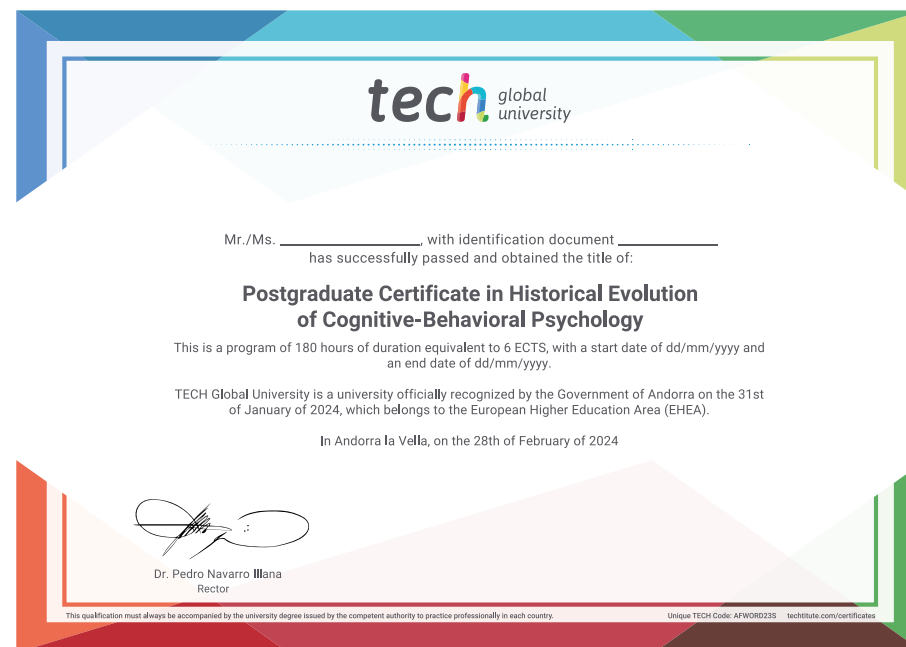 tech global university
Mr./Ms. ____________________, with identification document ______________
has successfully passed and obtained the title of:
Postgraduate Certificate in Historical Evolution
of Cognitive-Behavioral Psychology
This is a program of 180 hours of duration equivalent to 6 ECTS, with a start date of dd/mm/yyyy and
an end date of dd/mm/yyyy.
TECH Global University is a university officially recognized by the Government of Andorra on the 31st
of January of 2024, which belongs to the European Higher Education Area (EHEA).
In Andorra la Vella, on the 28th of February of 2024
Dr. Pedro Navarro Illana
Rector
This qualification must always be accompanied by the university degree issued by the competent authority to practice professionally in each country.
Unique TECH Code: AFWORD23S techtitute.com/certificates